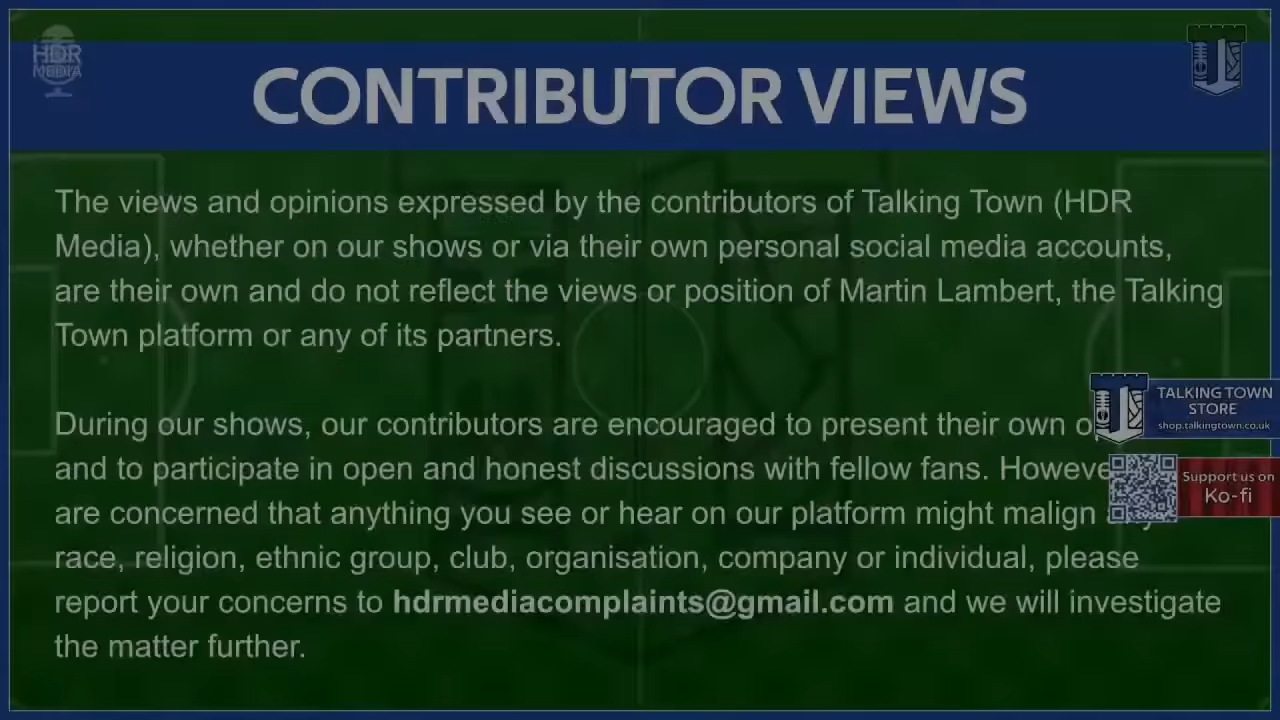 HDR
MEDIA
CONTRIBUTOR VIEWS
The views and opinions expressed by the contributors of Talking Town (HDR
Media), whether on our shows or via their own personal social media accounts,
are their own and do not reflect the views or position of Martin Lambert, the Talking
Town platform or any of its partners.
During our shows, our contributors are encouraged to present their own
and to participate in open and honest discussions with fellow fans.
are concerned that anything you see or hear on our platform might malign
race, religion, ethnic group, club, organisation, company or individual, please
report your concerns to hdrmediacomplaints@gmail.com and we will investigate
the matter further.
TALKING TOWN
STORE
shop.talkingtown.co.uk
Support us on
Ko-fi